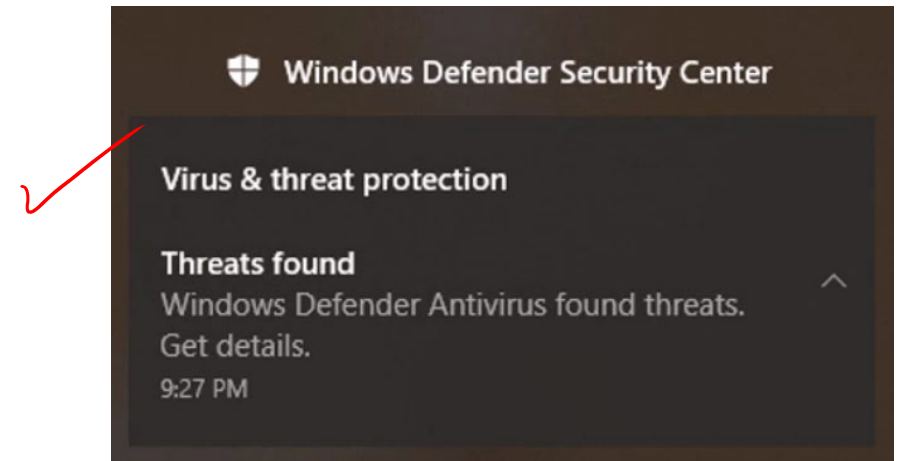 Windows Defender Security Center
Virus & threat protection
Threats found
Windows Defender Antivirus found threats.
Get details.
9:27 PM